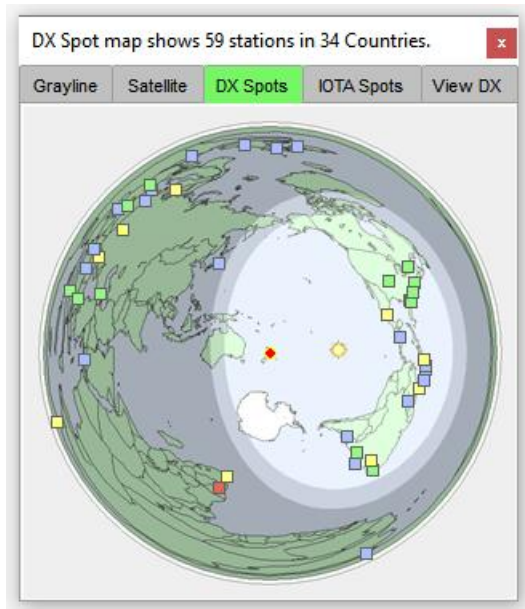 DX Spot map shows 59 stations in 34 Countries.
x
Grayline Satellite DX Spots IOTA Spots View DX